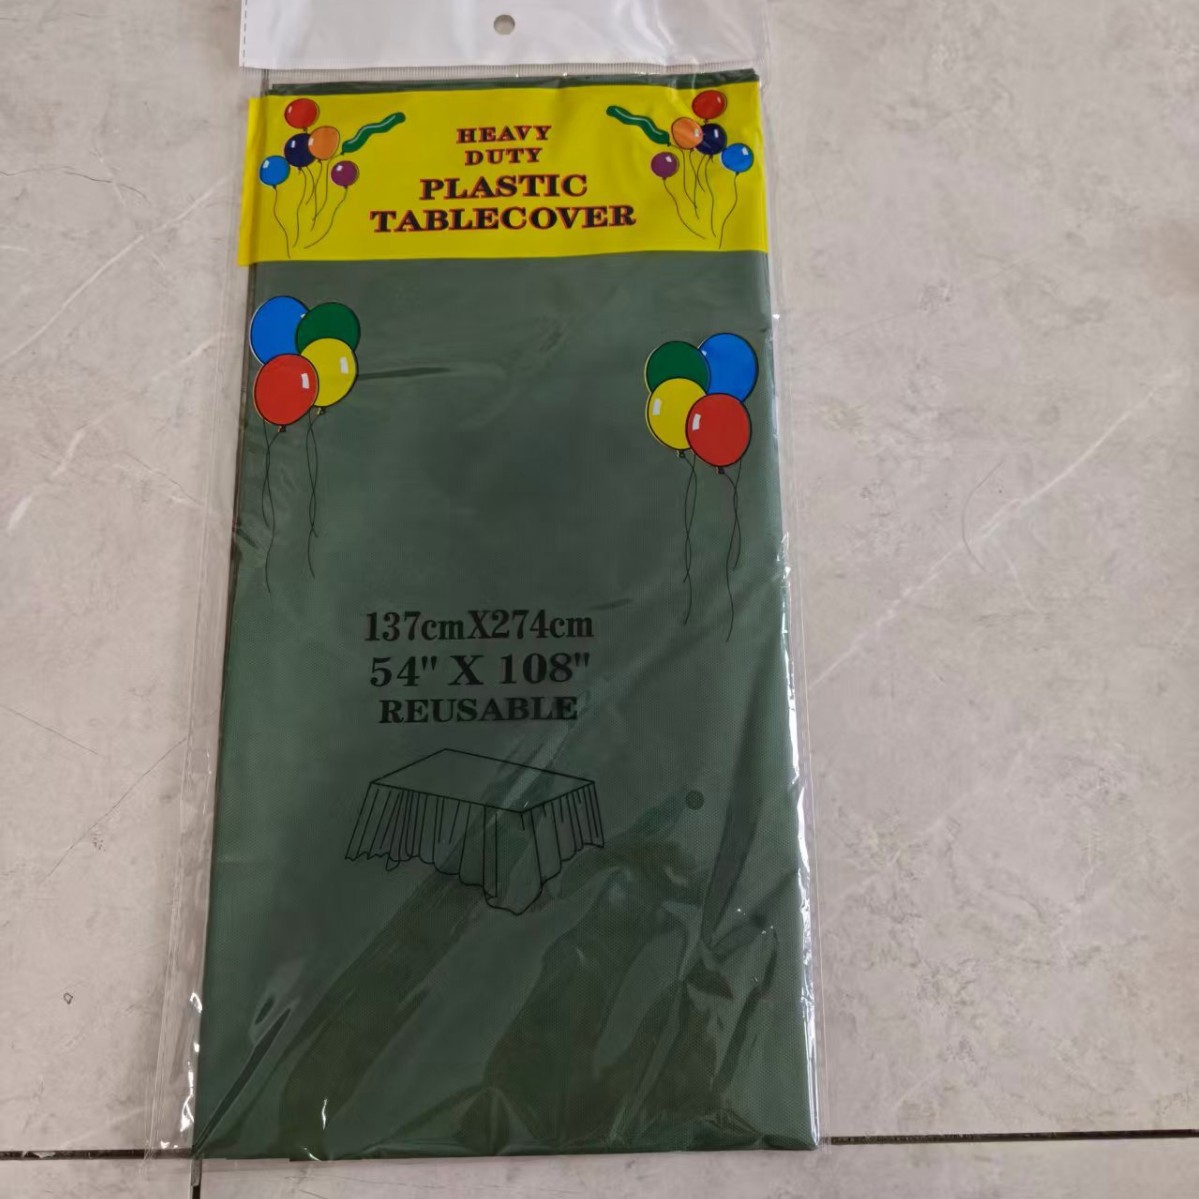 HEAVY
DUTY
PLASTIC
TABLECOVER
137cmX274cm
54" X 108"
REUSABLE